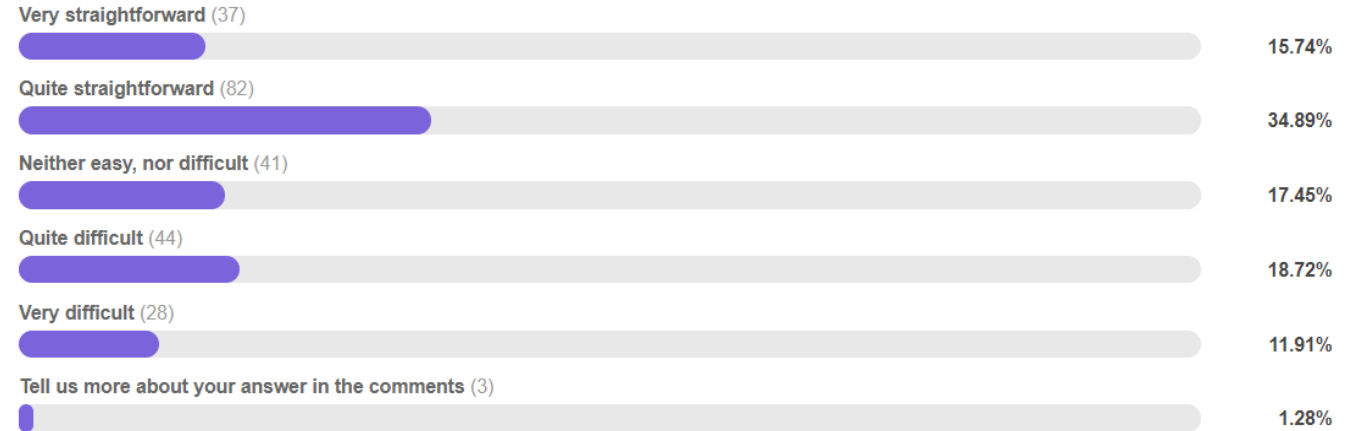 Very straightforward (37)
15.74%
Quite straightforward (82)
34.89%
Neither easy, nor difficult (41)
17.45%
Quite difficult (44)
18.72%
Very difficult (28)
11.91%
Tell us more about your answer in the comments (3)
1.28%